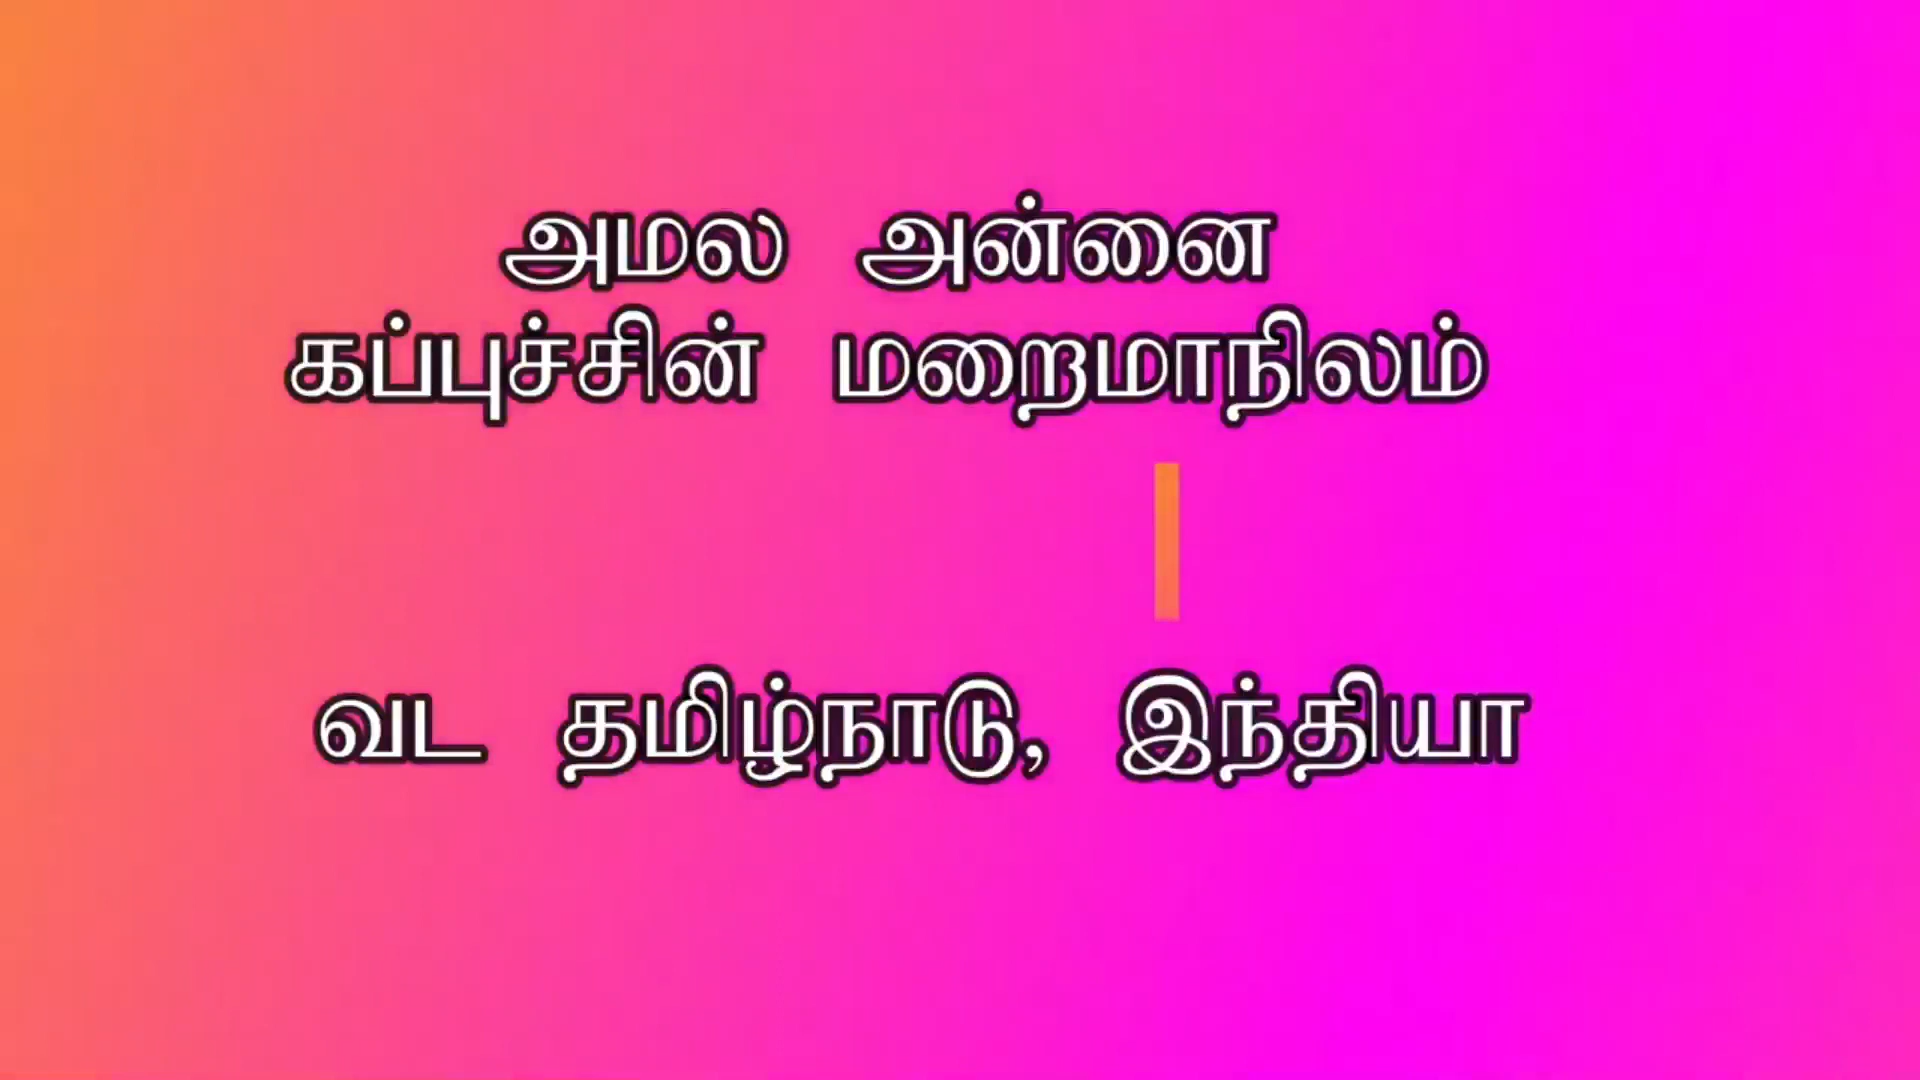 அமல அன்னை
கப்புச்சின் மறைமாநிலம்
வட தமிழ்நாடு, இந்தியா